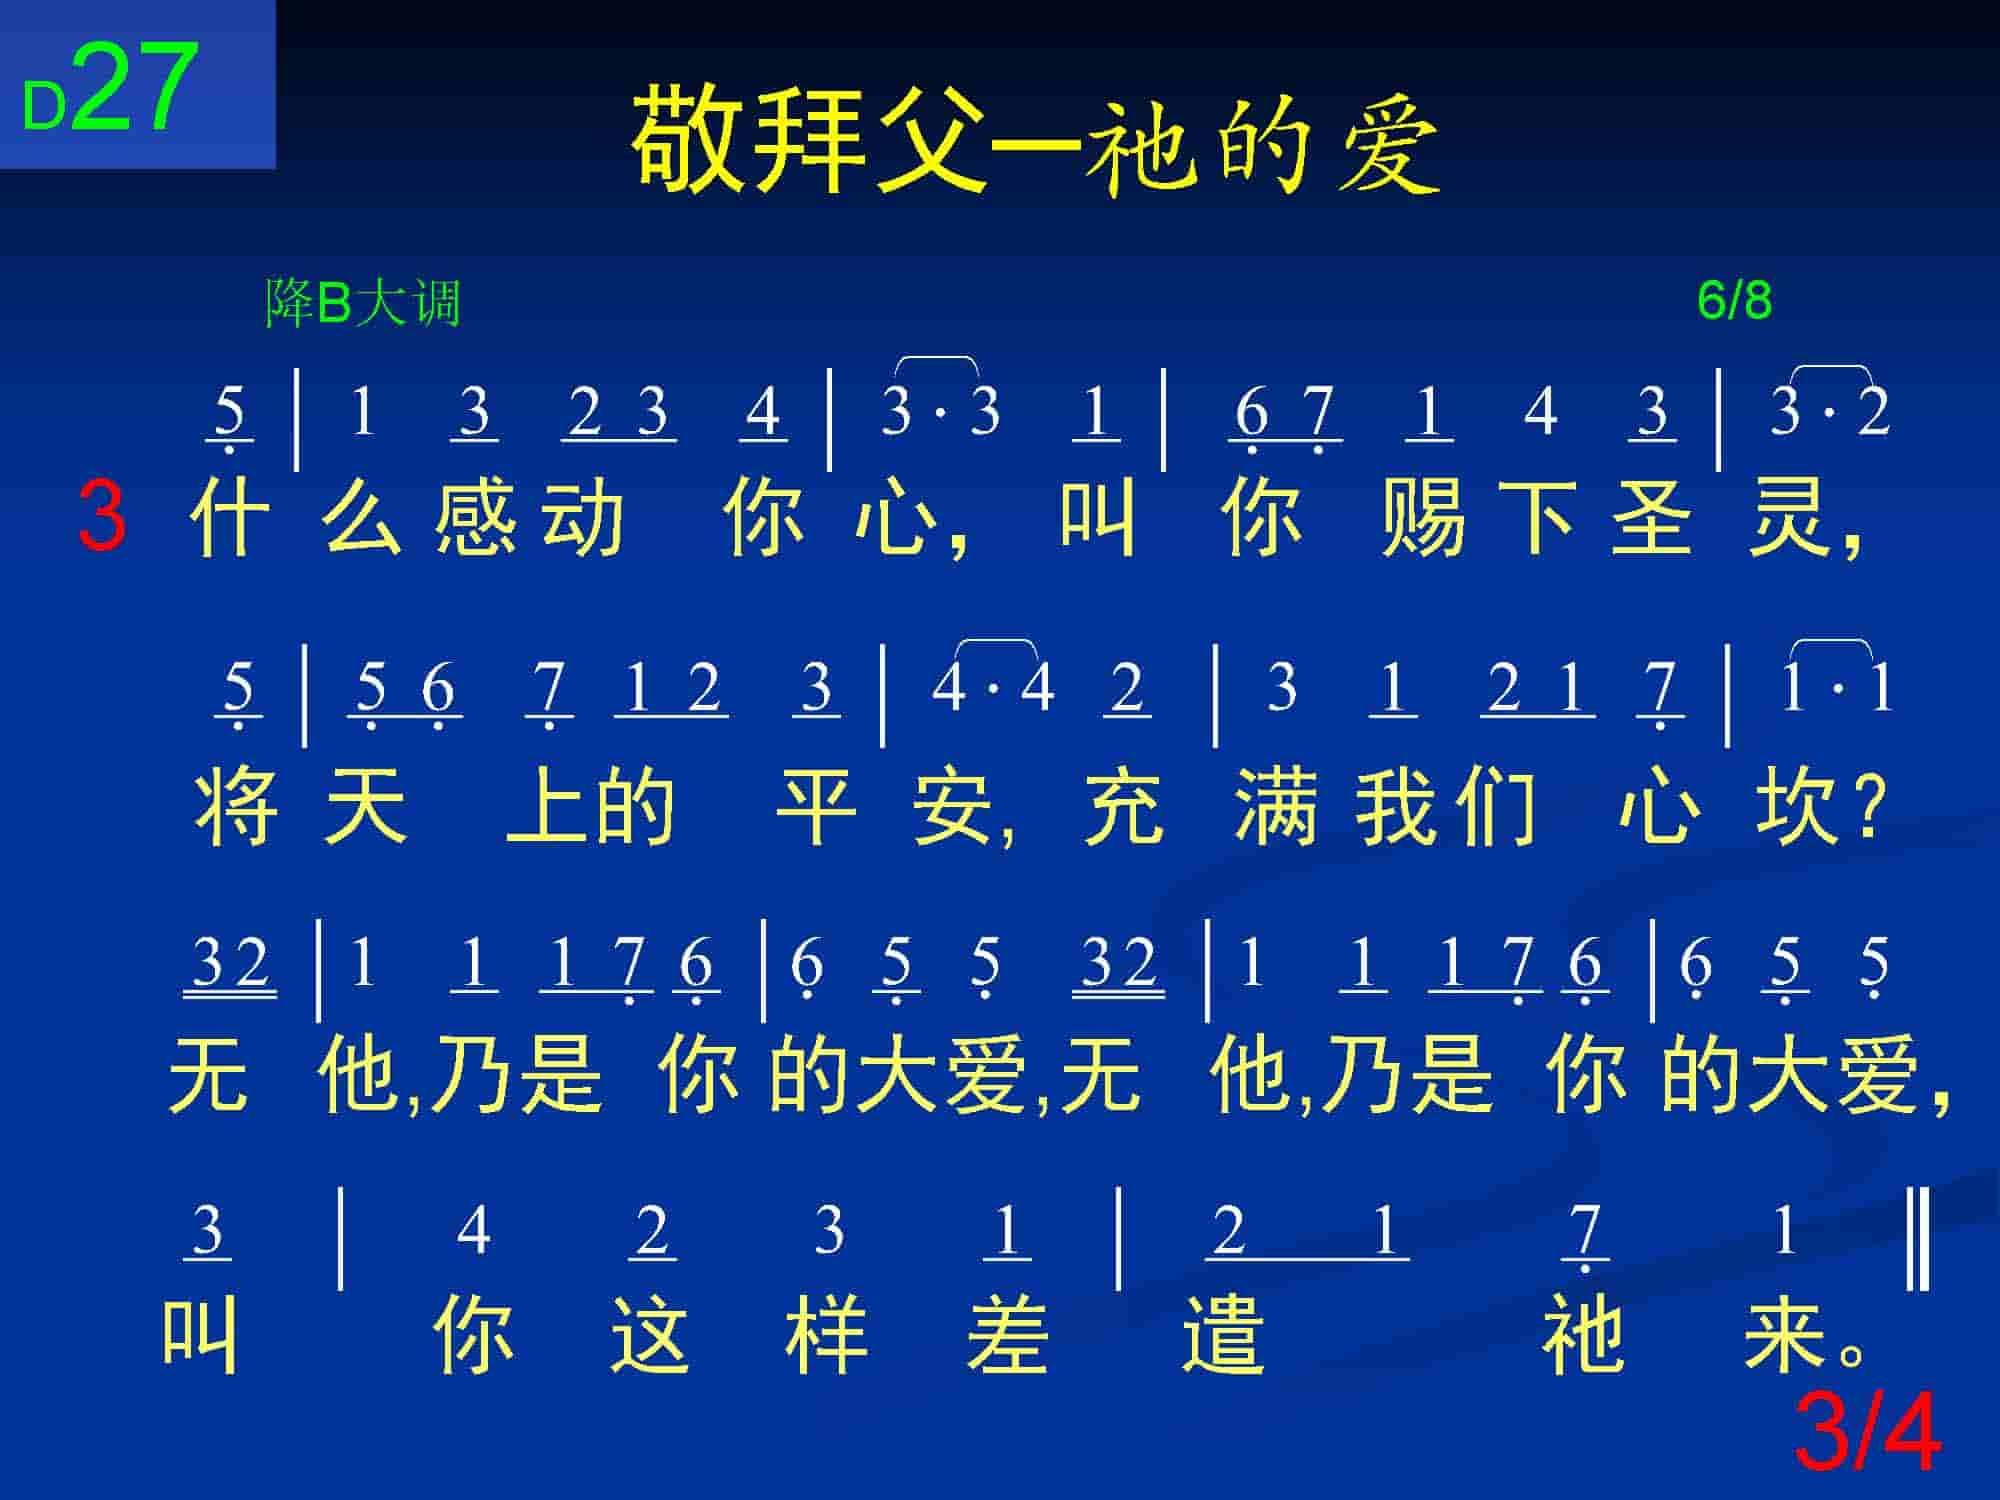 D27
敬拜父—祂的爱
降B大调 6/8
5̣ | 1 3 2 3 4 | 3 · 3 1 | 6̣ 7̣ 1 4 3 | 3 · 2
3 什么感动你心，叫你赐下圣灵，
5̣ | 5̣ 6̣ 7̣ 1 2 3 | 4 · 4 2 | 3 1 2 1 7̣ | 1 · 1
将天上的平安，充满我们心坎？
3 2 | 1 1 1 7̣ 6̣ | 6̣ 5̣ 5̣ 3 2 | 1 1 1 7̣ 6̣ | 6̣ 5̣ 5̣
无他,乃是你的大爱,无他,乃是你的大爱，
3 | 4 2 3 1 | 2 1 7̣ 1 ‖
叫你这样差遣祂来。
3/4